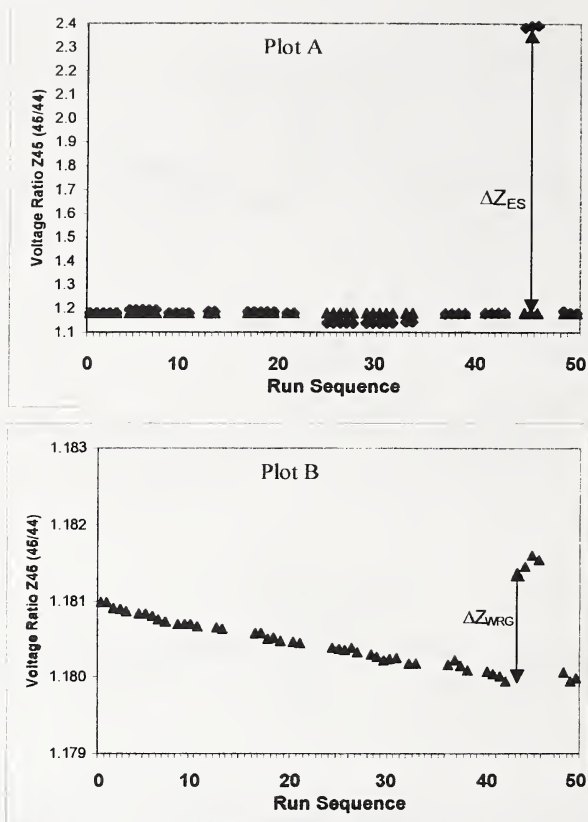 Plot A
Voltage Ratio Z45 (45/44)
2.4
2.3
2.2
2.1
2.0
1.9
1.8
1.7
1.6
1.5
1.4
1.3
1.2
1.1
ΔZES
0 10 20 30 40 50
Run Sequence
Plot B
Voltage Ratio Z45 (45/44)
1.183
1.182
1.181
1.180
1.179
ΔZWRG
0 10 20 30 40 50
Run Sequence